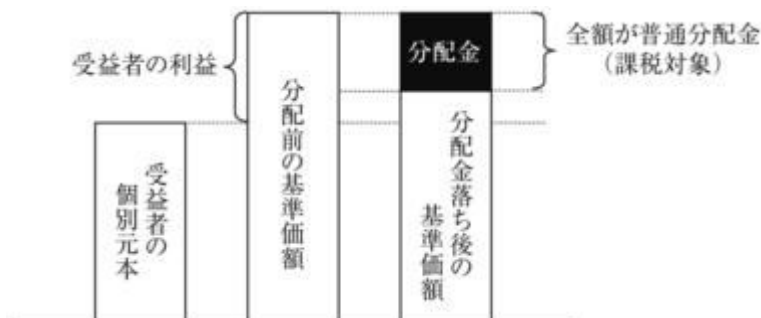 受益者の利益
分配金
全額が普通分配金
(課税対象)
受益者の
個別元本
分配前の基準価額
分配金落ち後の
基準価額